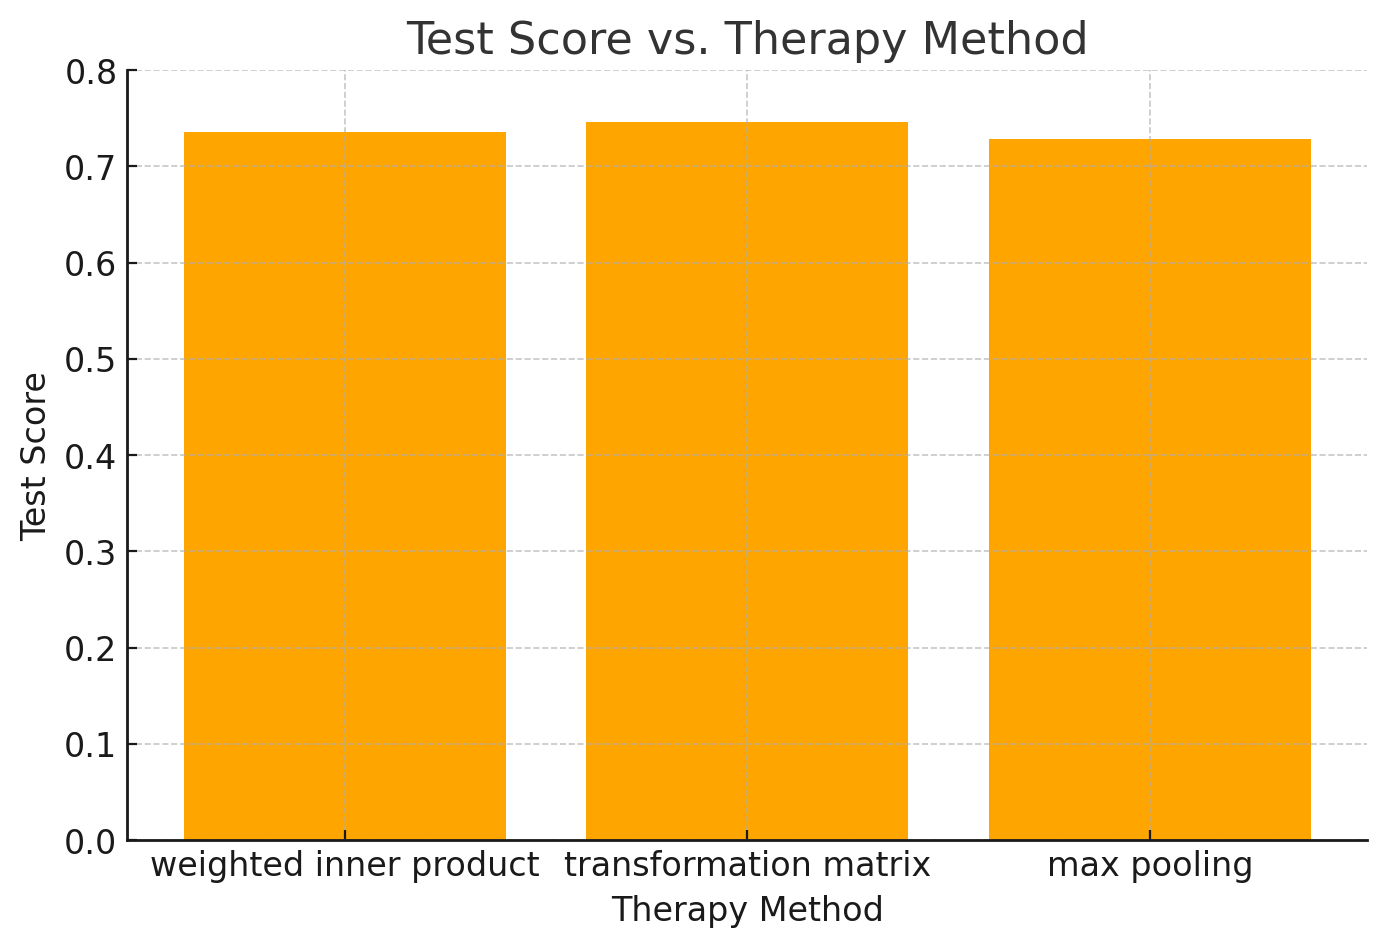 Test Score vs. Therapy Method
0.8
0.7
0.6
0.5
0.4
0.3
0.2
0.1
0.0
Test Score
weighted inner product
transformation matrix
max pooling
Therapy Method